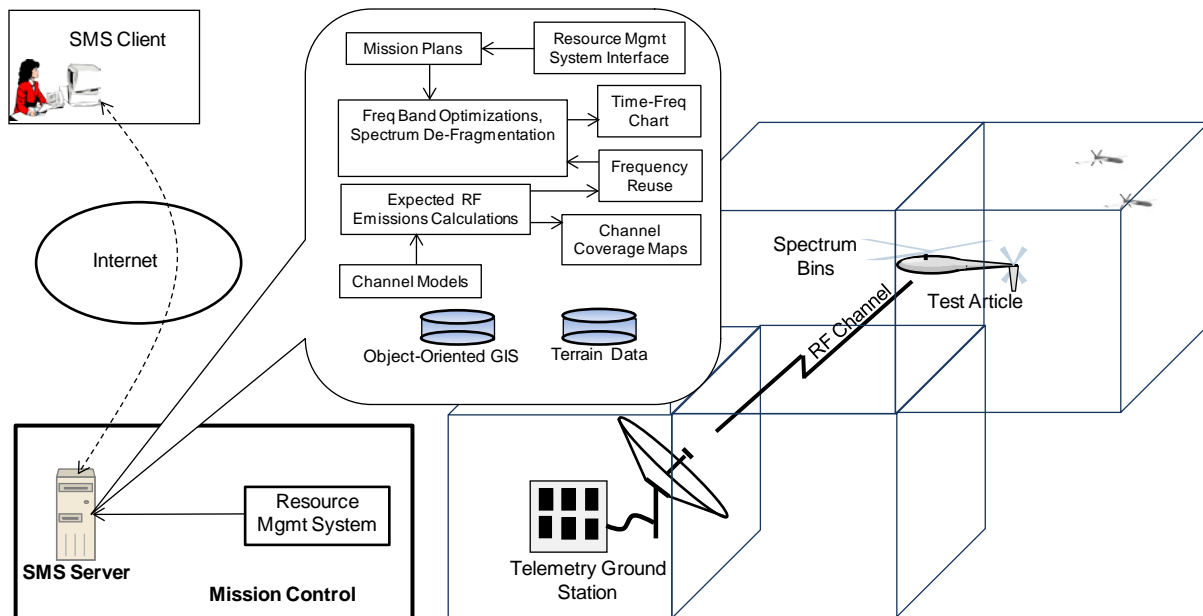 SMS Client
Internet
Mission Plans
Resource Mgmt
System Interface
Freq Band Optimizations,
Spectrum De-Fragmentation
Time-Freq
Chart
Frequency
Reuse
Expected RF
Emissions Calculations
Channel
Coverage Maps
Channel Models
Object-Oriented GIS
Terrain Data
Spectrum
Bins
Test Article
RF Channel
Telemetry Ground
Station
Resource
Mgmt System
SMS Server
Mission Control